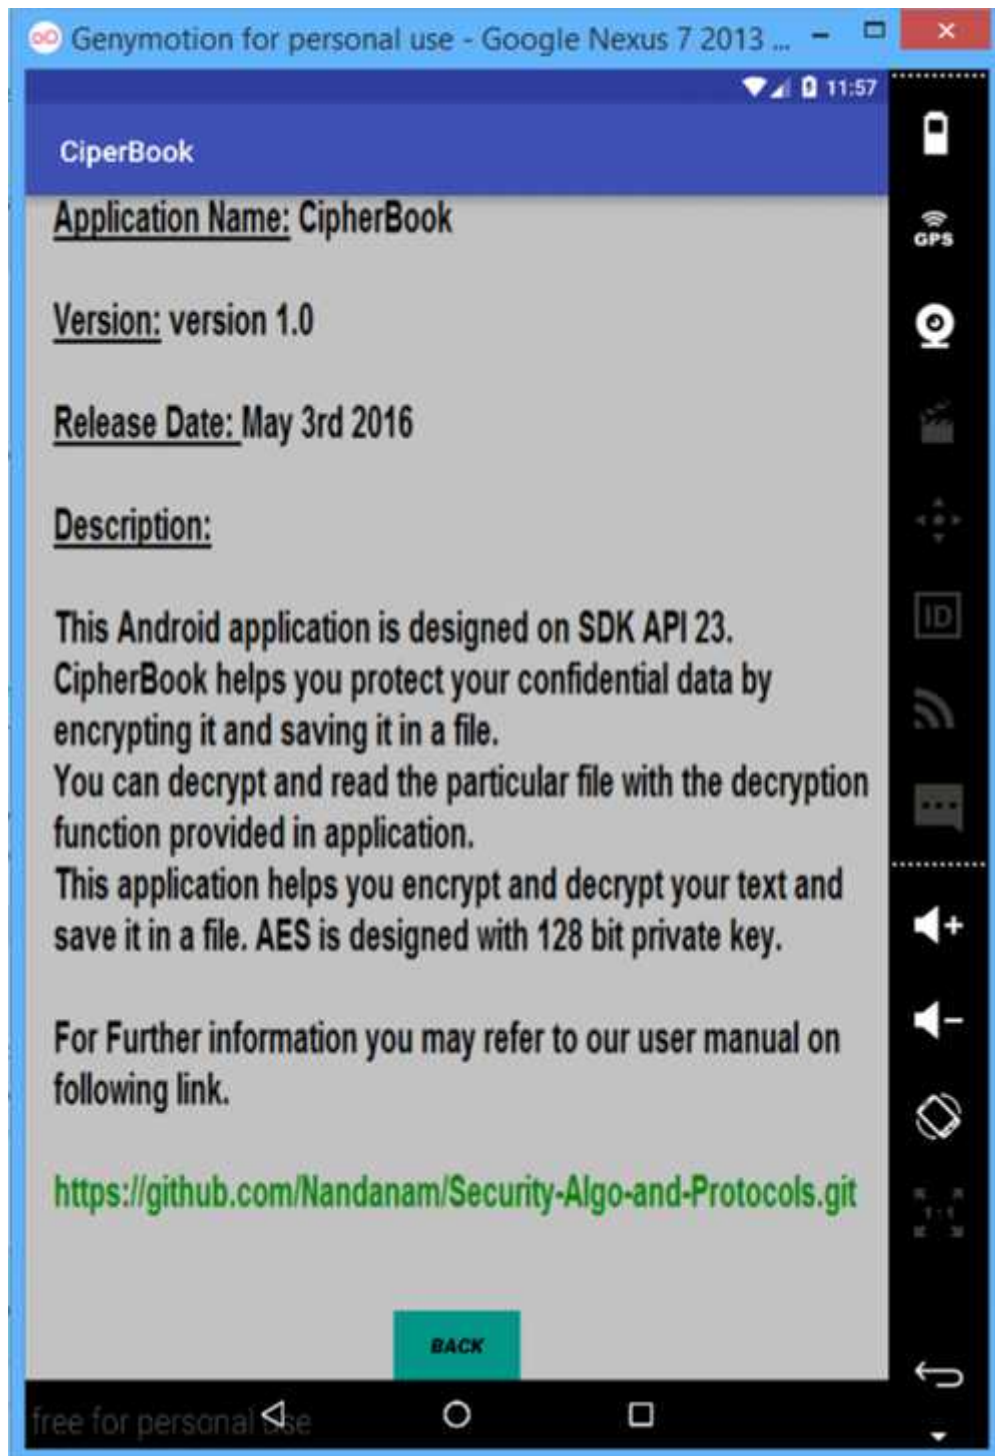 Genymotion for personal use - Google Nexus 7 2013 ...
11:57
CiperBook
GPS
Application Name: CipherBook
Version: version 1.0
Release Date: May 3rd 2016
Description:
ID
This Android application is designed on SDK API 23.
CipherBook helps you protect your confidential data by
encrypting it and saving it in a file.
You can decrypt and read the particular file with the decryption
function provided in application.
This application helps you encrypt and decrypt your text and
save it in a file. AES is designed with 128 bit private key.
For Further information you may refer to our user manual on
following link.
https://github.com/Nandanam/Security-Algo-and-Protocols.git
1:1
BACK
free for personal use